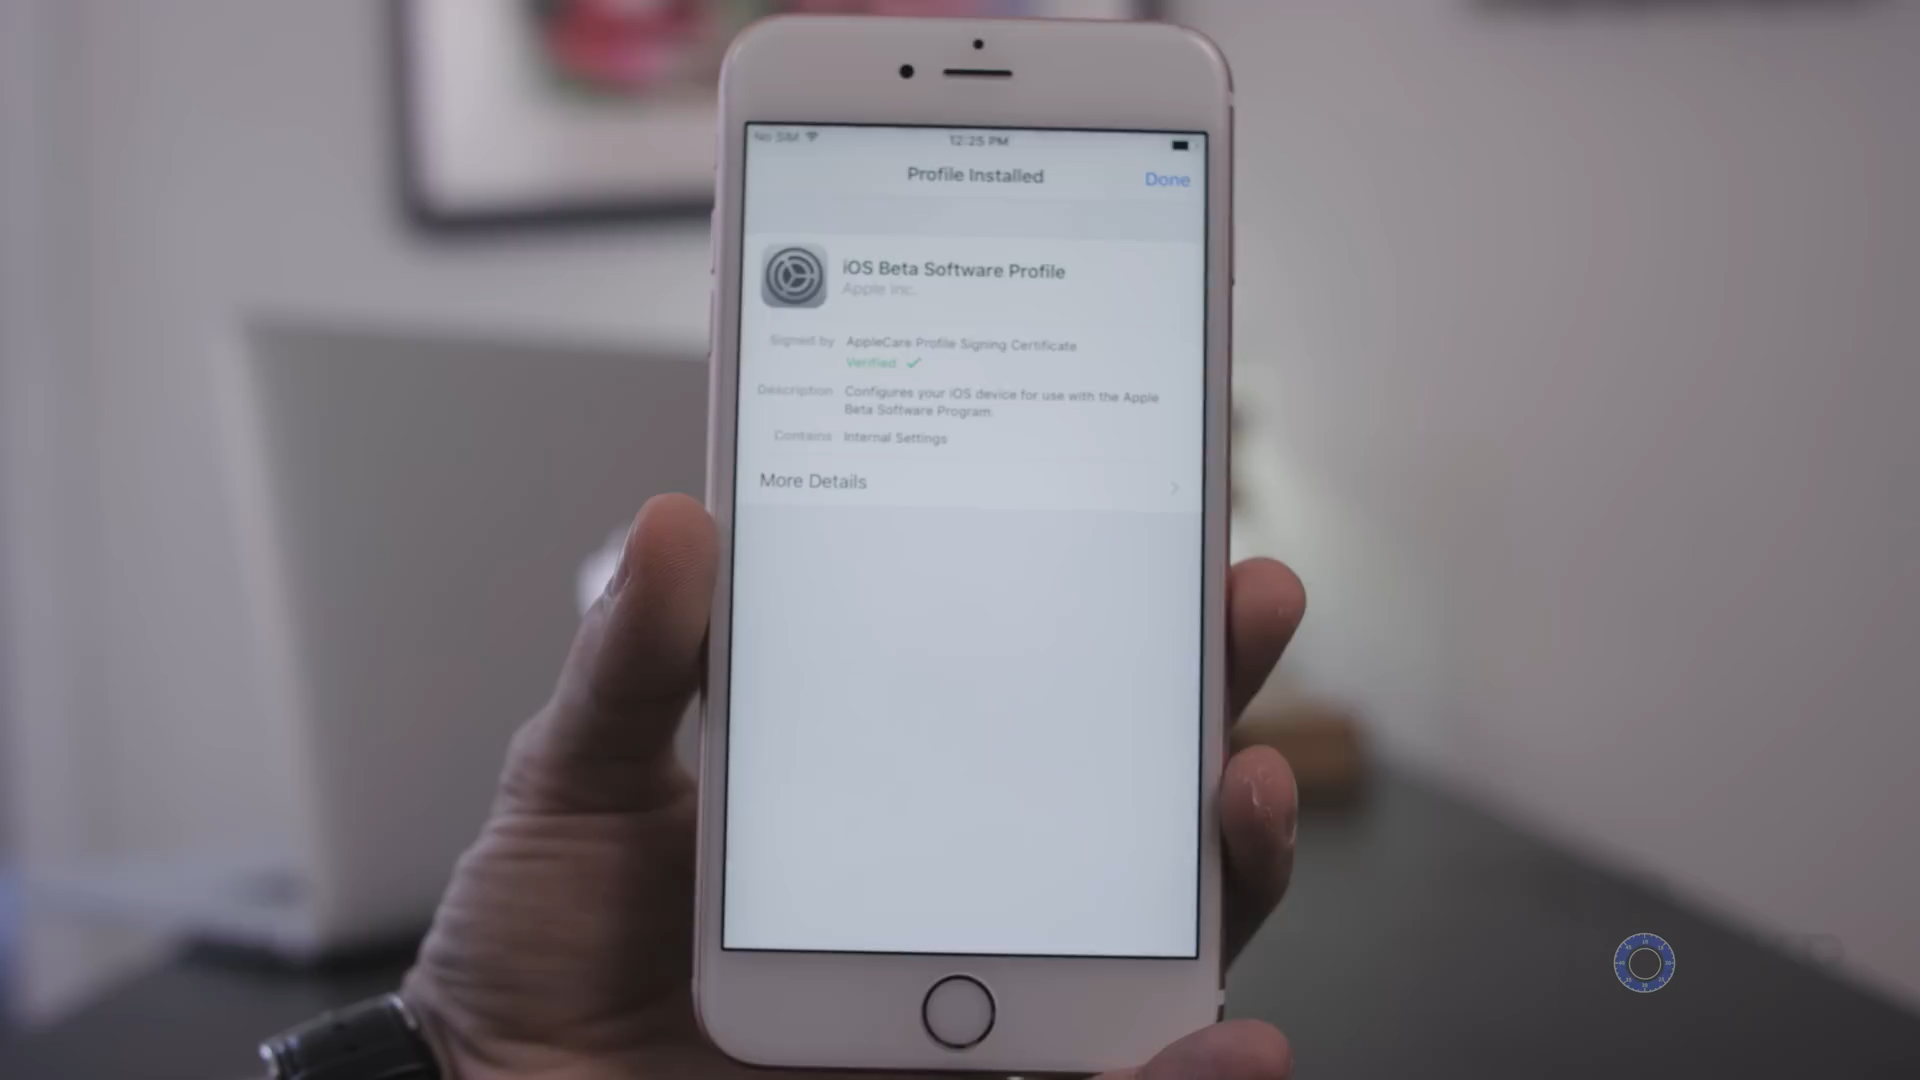 No SIM
12:25 PM
Profile Installed
Done
iOS Beta Software Profile
Apple Inc.
Signed by AppleCare Profile Signing Certificate
Verified
Description Configures your iOS device for use with the Apple
Beta Software Program.
Contains Internal Settings
More Details